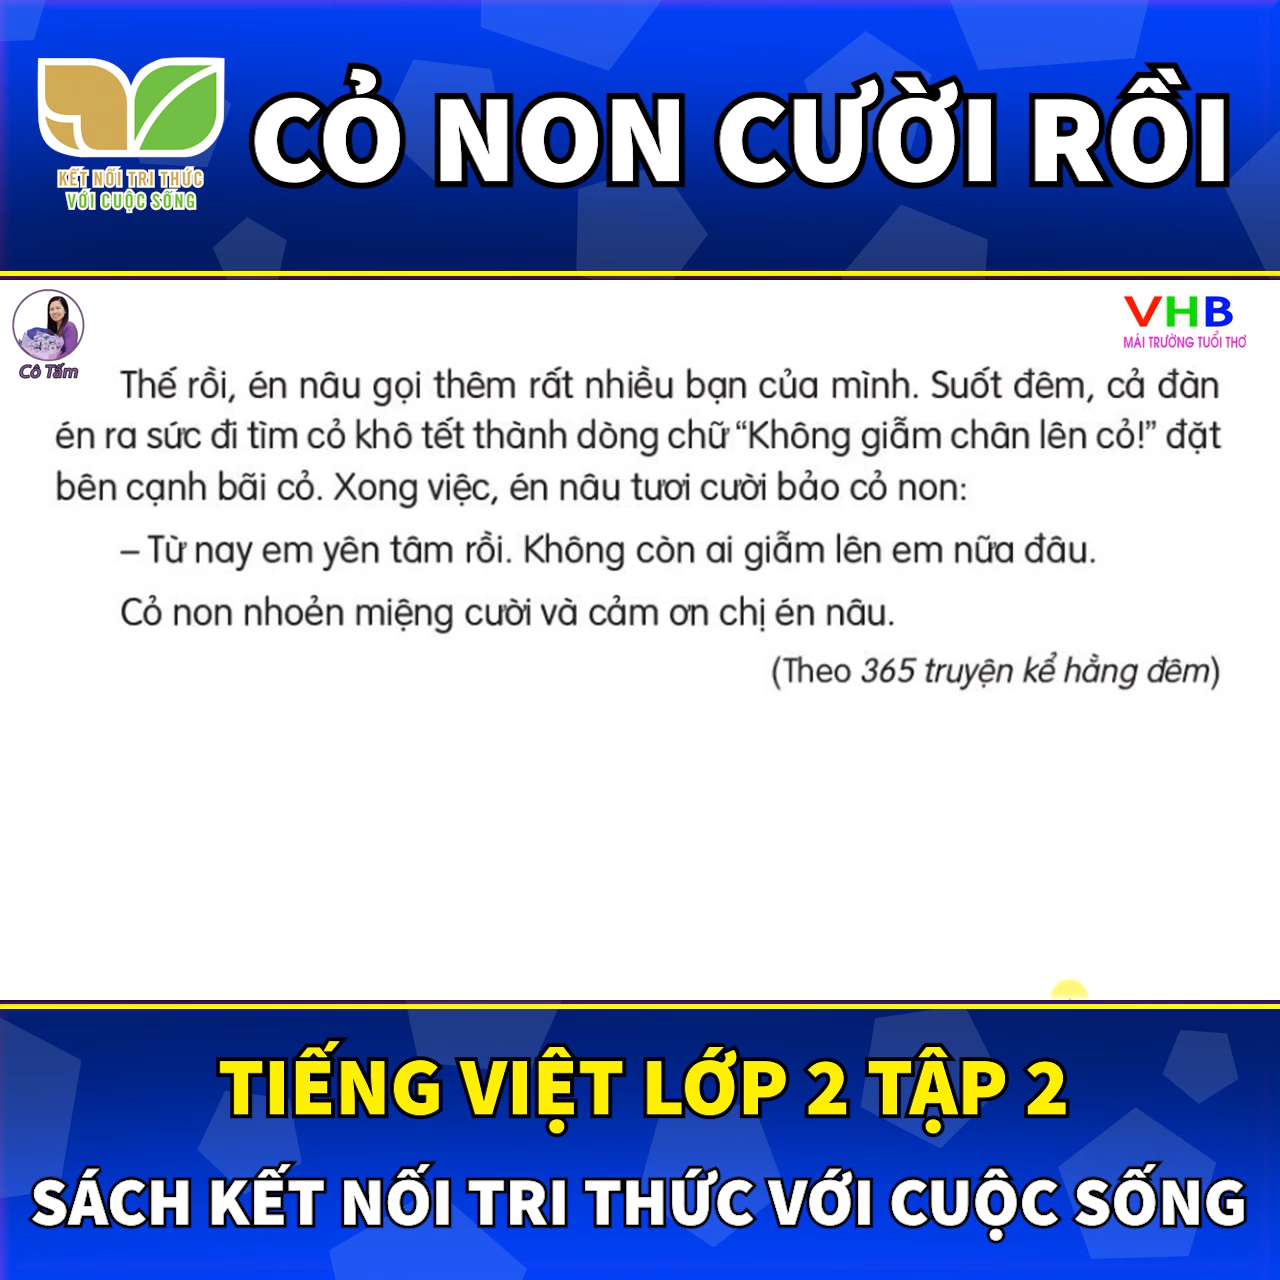 KẾT NỐI TRI THỨC
VỚI CUỘC SỐNG
CỎ NON CƯỜI RỒI
Cô Tấm
VHB
MÁI TRƯỜNG TUỔI THƠ
Thế rồi, én nâu gọi thêm rất nhiều bạn của mình. Suốt đêm, cả đàn
én ra sức đi tìm cỏ khô tết thành dòng chữ “Không giẫm chân lên cỏ!” đặt
bên cạnh bãi cỏ. Xong việc, én nâu tươi cười bảo cỏ non:
– Từ nay em yên tâm rồi. Không còn ai giẫm lên em nữa đâu.
Cỏ non nhoẻn miệng cười và cảm ơn chị én nâu.
(Theo 365 truyện kể hằng đêm)
TIẾNG VIỆT LỚP 2 TẬP 2
SÁCH KẾT NỐI TRI THỨC VỚI CUỘC SỐNG